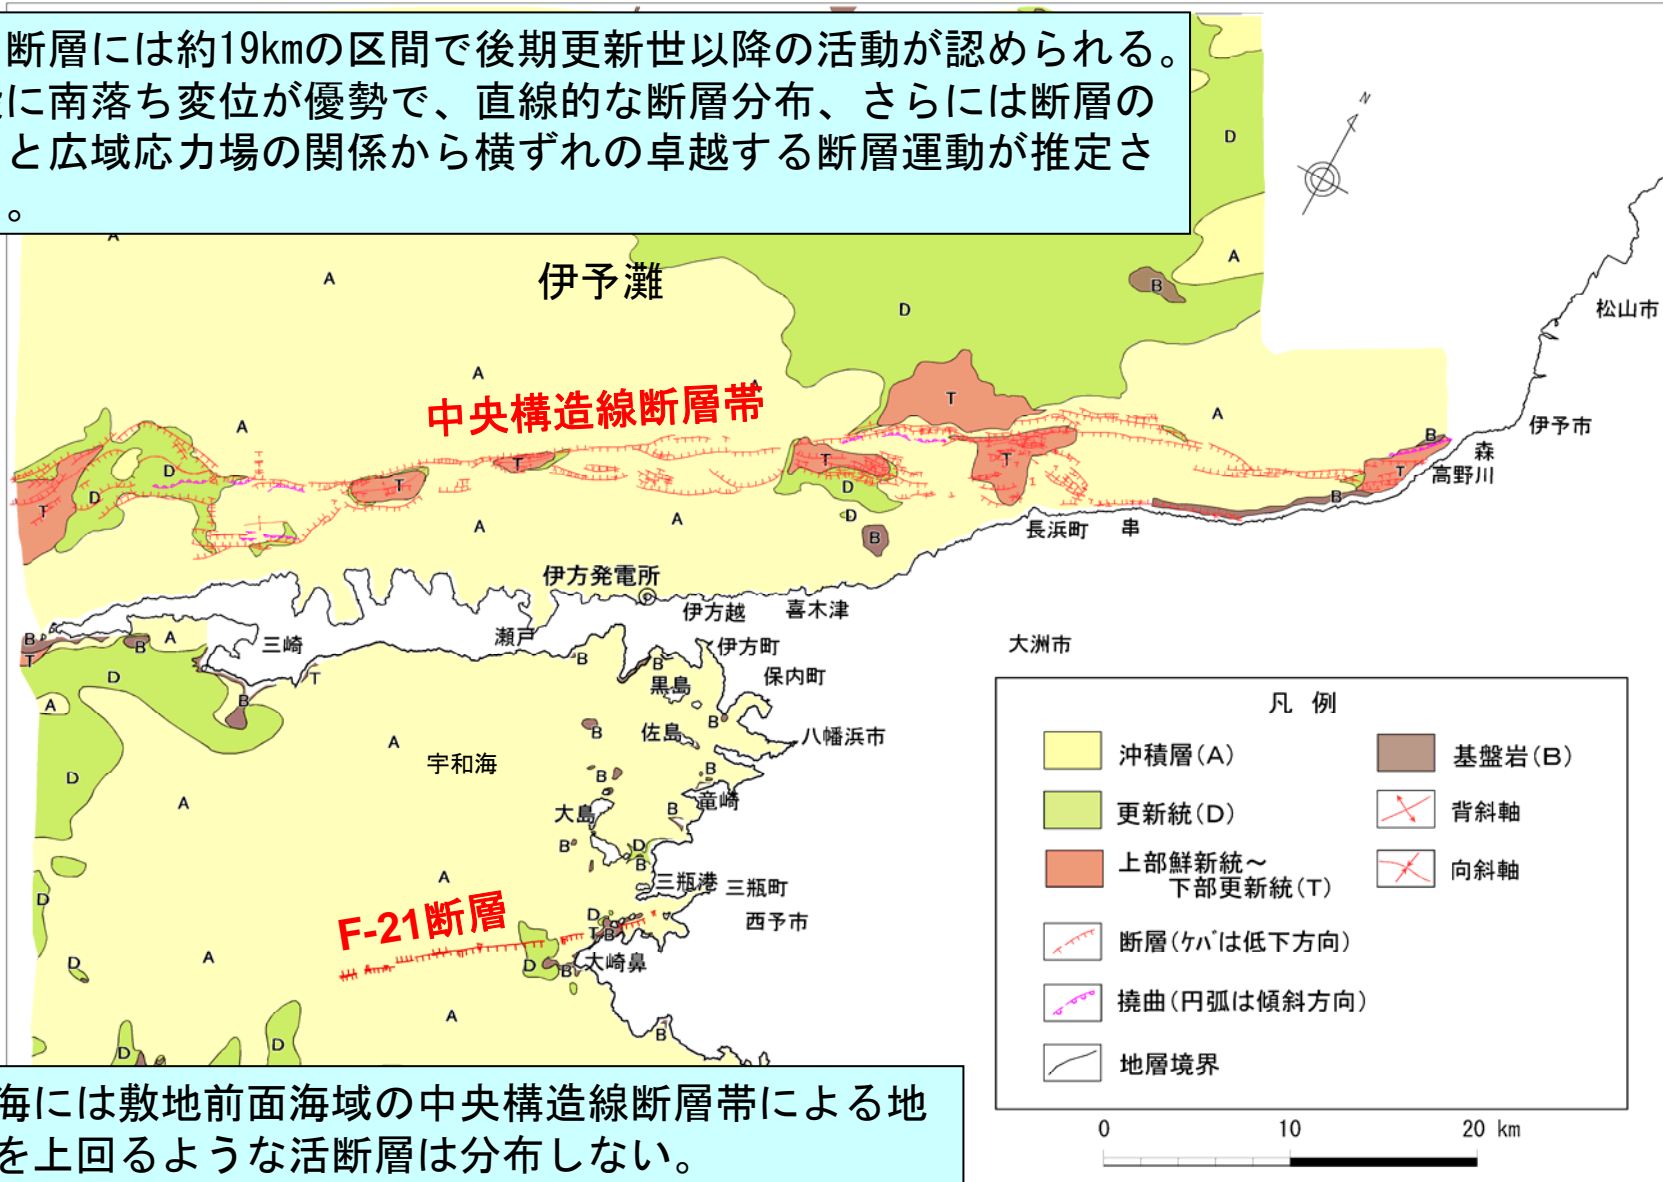 断層には約19kmの区間で後期更新世以降の活動が認められる。
に南落ち変位が優勢で、直線的な断層分布、さらには断層の
と広域応力場の関係から横ずれの卓越する断層運動が推定さ
。
N
D
A
A
伊予灘
A
B
D
松山市
A
A
中央構造線断層帯
T
A
A
伊予市
B
森
D
T
T
T
T
T
高野川
D
T
D
B
A
A
D
B
長浜町
串
伊方発電所
伊方越
喜木津
B
A
B
T
三崎
瀬戸
伊方町
大洲市
D
T
B
B
保内町
黒島
A
B
B
佐島
B
八幡浜市
A
宇和海
D
B
B
竜崎
A
大島
B
B
D
B
A
三瓶港
三瓶町
D
F-21断層
D
T
B
西予市
A
D
D
B
大崎鼻
A
B
D
D
凡 例
沖積層(A)
基盤岩(B)
更新統(D)
背斜軸
上部鮮新統~
下部更新統(T)
向斜軸
断層(ケバは低下方向)
撓曲(円弧は傾斜方向)
地層境界
海には敷地前面海域の中央構造線断層帯による地
を上回るような活断層は分布しない。
0 10 20 km